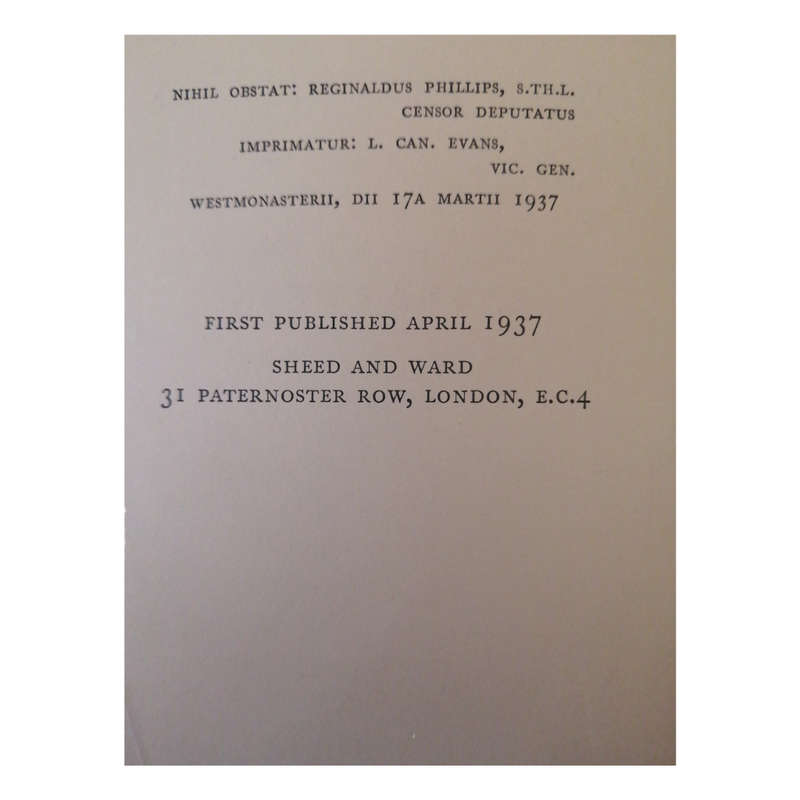 NIHIL OBSTAT: REGINALDUS PHILLIPS, S.TH.L.
CENSOR DEPUTATUS
IMPRIMATUR: L. CAN. EVANS,
VIC. GEN.
WESTMONASTERII, DII 17A MARTII 1937
FIRST PUBLISHED APRIL 1937
SHEED AND WARD
31 PATERNOSTER ROW, LONDON, E.C.4